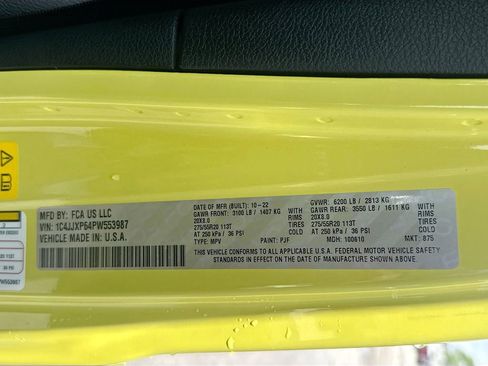 MFD BY: FCA US LLC
VIN: 1C4JJXP64PW553987
VEHICLE MADE IN U.S.A.
DATE OF MFR (BUILT): 10-22
GAWR FRONT: 3100 LB / 1407 KG WITH
20X8.0 RIMS
275/55R20 113T TIRES
AT 250 kPa / 36 PSI COLD
TYPE: MPV PAINT: PJF
GVWR: 6200 LB / 2813 KG
GAWR REAR: 3550 LB / 1611 KG WITH
20X8.0 RIMS
275/55R20 113T TIRES
AT 250 kPa / 36 PSI COLD
MDH: 100610 MKT: 875
VEHICLE CONFORMS TO ALL APPLICABLE U.S.A. FEDERAL MOTOR VEHICLE SAFETY
STANDARDS IN EFFECT ON THE DATE OF MANUFACTURE SHOWN ABOVE.